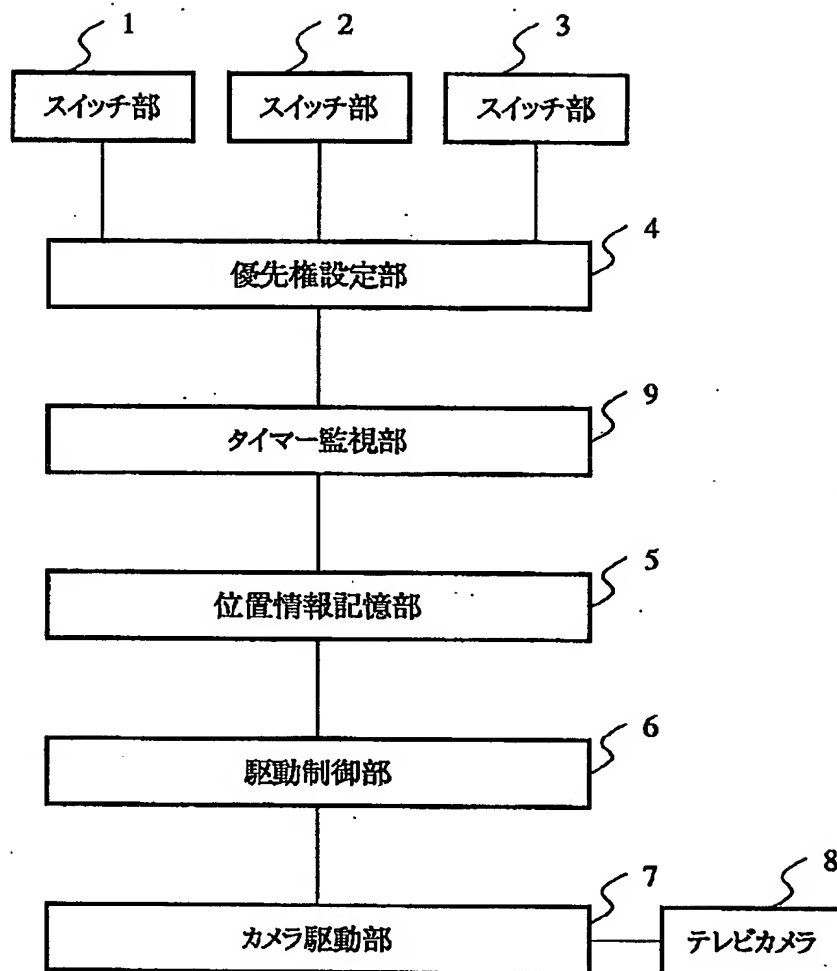 1 2 3
スイッチ部 スイッチ部 スイッチ部
4
優先権設定部
9
タイマー監視部
5
位置情報記憶部
6
駆動制御部
7 8
カメラ駆動部 テレビカメラ